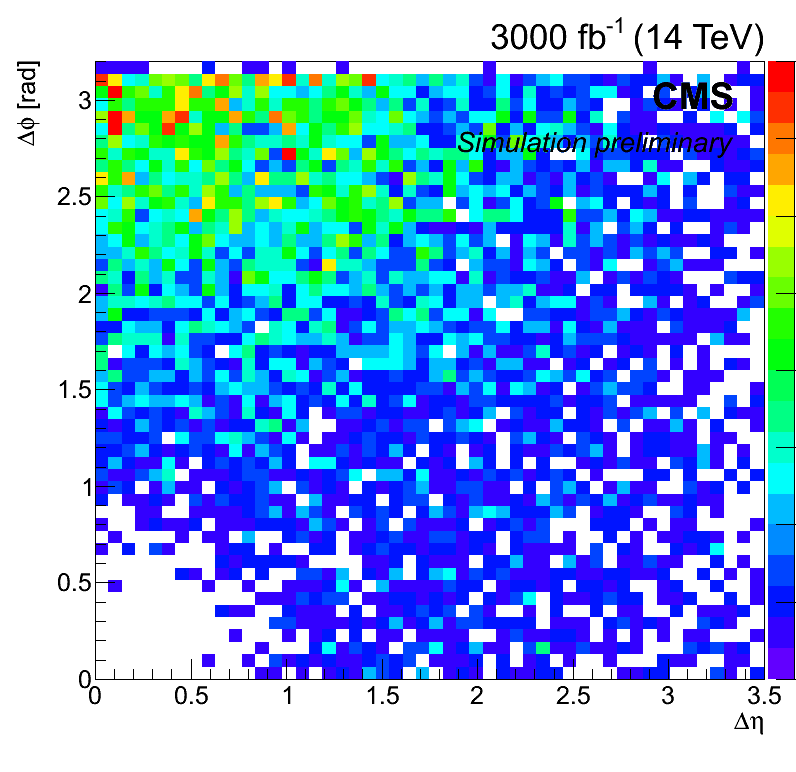 3000 fb⁻¹ (14 TeV)
CMS
Simulation preliminary
Δϕ [rad]
3
2.5
2
1.5
1
0.5
0
0 0.5 1 1.5 2 2.5 3 3.5
Δη